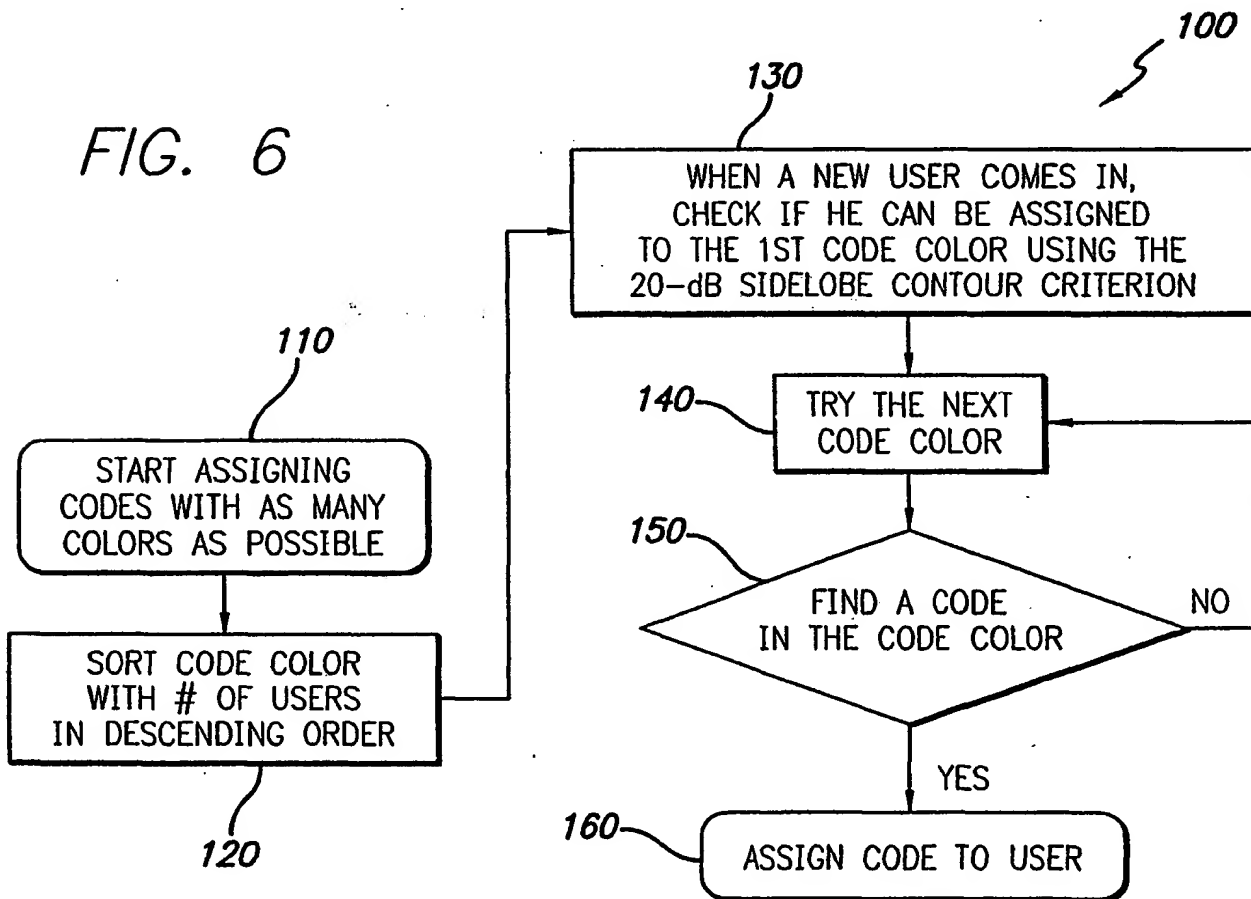 FIG. 6
100
110
START ASSIGNING
CODES WITH AS MANY
COLORS AS POSSIBLE
SORT CODE COLOR
WITH # OF USERS
IN DESCENDING ORDER
120
130
WHEN A NEW USER COMES IN,
CHECK IF HE CAN BE ASSIGNED
TO THE 1ST CODE COLOR USING THE
20-dB SIDELOBE CONTOUR CRITERION
140
TRY THE NEXT
CODE COLOR
150
FIND A CODE
IN THE CODE COLOR
NO
YES
160
ASSIGN CODE TO USER